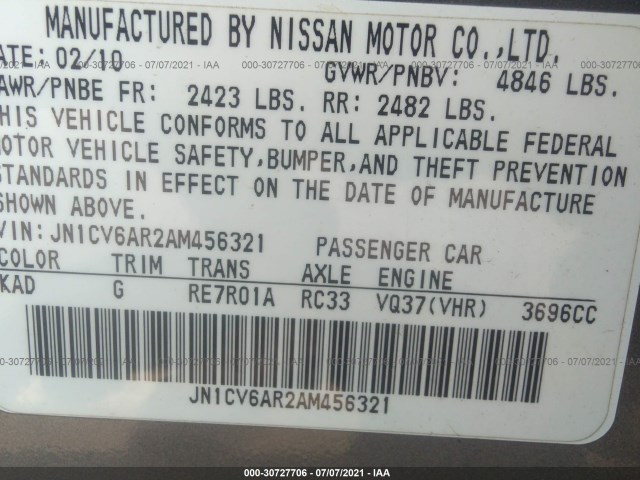 MANUFACTURED BY NISSAN MOTOR CO.,LTD.
DATE: 02/10 GVWR/PNBV: 4846 LBS.
AWR/PNBE FR: 2423 LBS. RR: 2482 LBS.
HIS VEHICLE CONFORMS TO ALL APPLICABLE FEDERAL
OTOR VEHICLE SAFETY,BUMPER,AND THEFT PREVENTION
STANDARDS IN EFFECT ON THE DATE OF MANUFACTURE
SHOWN ABOVE.
VIN: JN1CV6AR2AM456321 PASSENGER CAR
COLOR TRIM TRANS AXLE ENGINE
KAD G RE7R01A RC33 VQ37(VHR) 3696CC
JN1CV6AR2AM456321
000-30727706 - 07/07/2021 - IAA